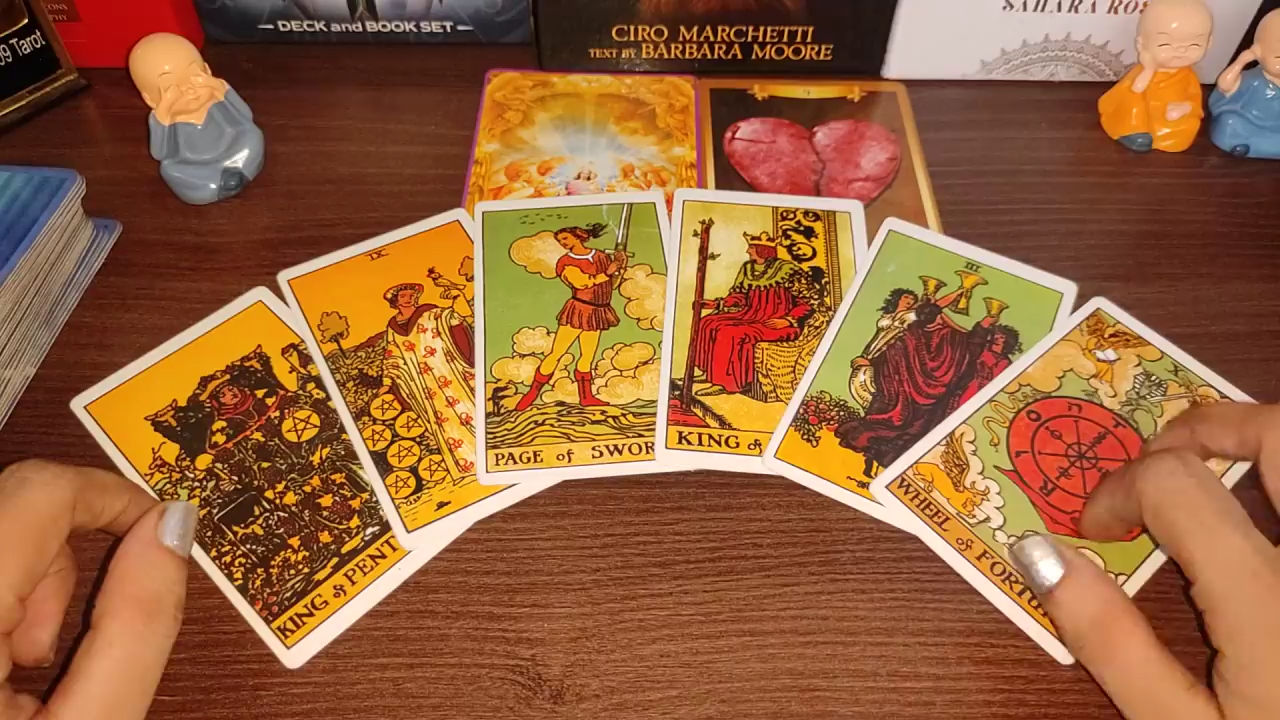 09 Tarot
DECK and BOOK SET
CIRO MARCHETTI
TEXT BY BARBARA MOORE
SAHARA ROS
IX
III
PAGE of SWOR
KING of
KING of PENT
WHEEL of FORTU